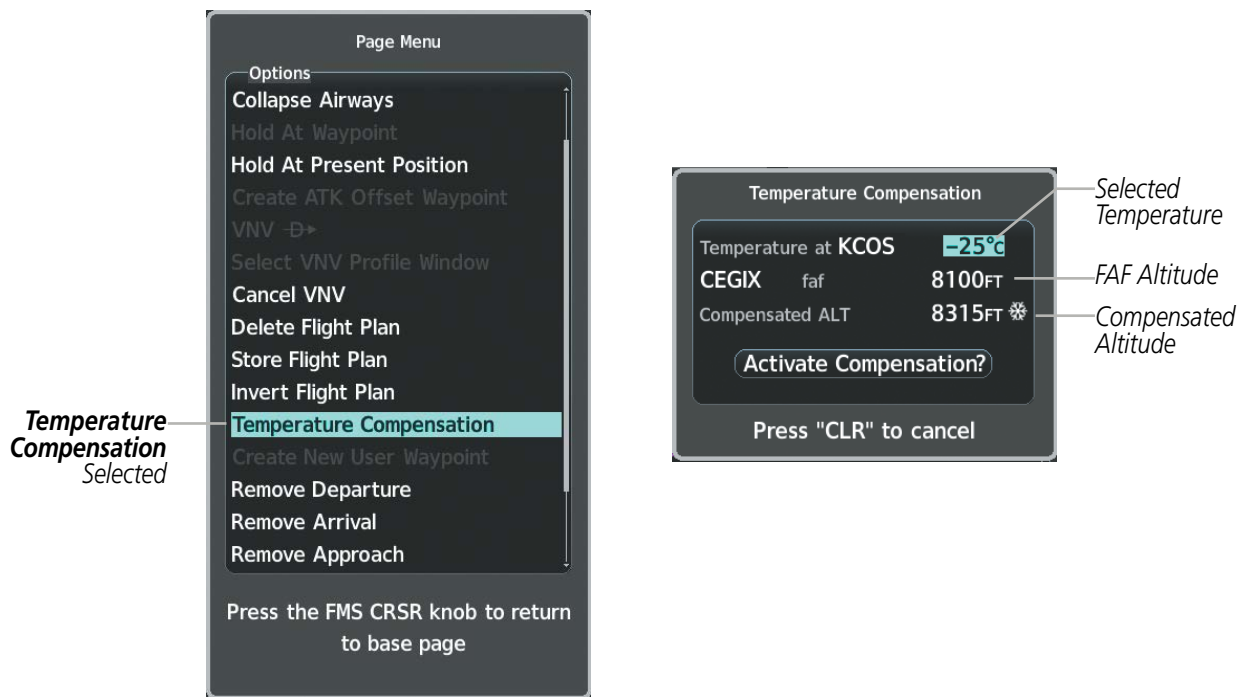 Page Menu
Options
Collapse Airways
Hold At Waypoint
Hold At Present Position
Create ATK Offset Waypoint
VNV -D→
Select VNV Profile Window
Cancel VNV
Delete Flight Plan
Store Flight Plan
Invert Flight Plan
Temperature Compensation
Create New User Waypoint
Remove Departure
Remove Arrival
Remove Approach
Press the FMS CRSR knob to return
to base page
Temperature
Compensation
Selected
Temperature Compensation
Temperature at KCOS −25°C
CEGIX faf 8100FT
Compensated ALT 8315FT
Activate Compensation?
Press "CLR" to cancel
Selected
Temperature
FAF Altitude
Compensated
Altitude